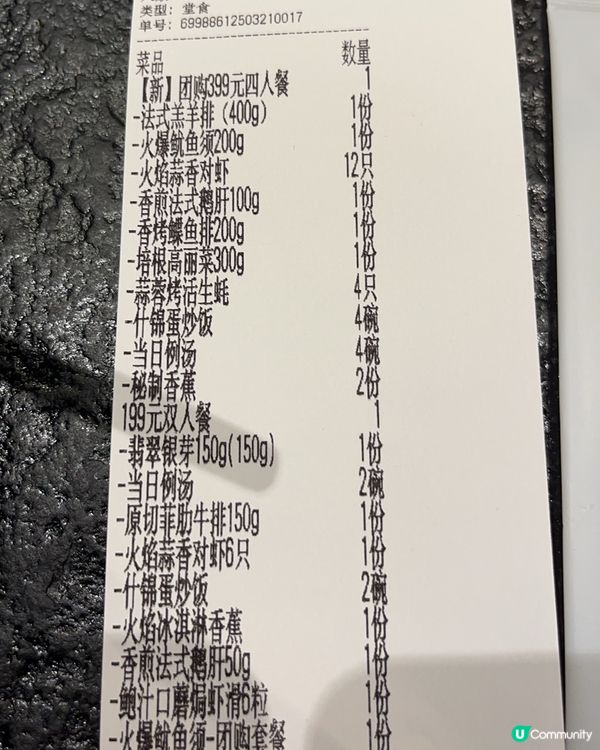 类型: 堂食
单号: 69988612503210017
菜品 数量
【新】团购399元四人餐 1
-法式羔羊排 (400g) 1份
-火爆鱿鱼须200g 1份
-火焰蒜香对虾 12只
-香煎法式鹅肝100g 1份
-香烤鲽鱼排200g 1份
-培根高丽菜300g 1份
-蒜蓉烤活生蚝 4只
-什锦蛋炒饭 4碗
-当日例汤 4碗
-秘制香蕉 2份
199元双人餐 1
-翡翠银芽150g(150g) 1份
-当日例汤 2碗
-原切菲肋牛排150g 1份
-火焰蒜香对虾6只 1份
-什锦蛋炒饭 2碗
-火焰冰淇淋香蕉 1份
-香煎法式鹅肝50g 1份
-鲍汁口蘑焗虾滑6粒 1份
-火爆鱿鱼须-团购套餐 1份
U Community